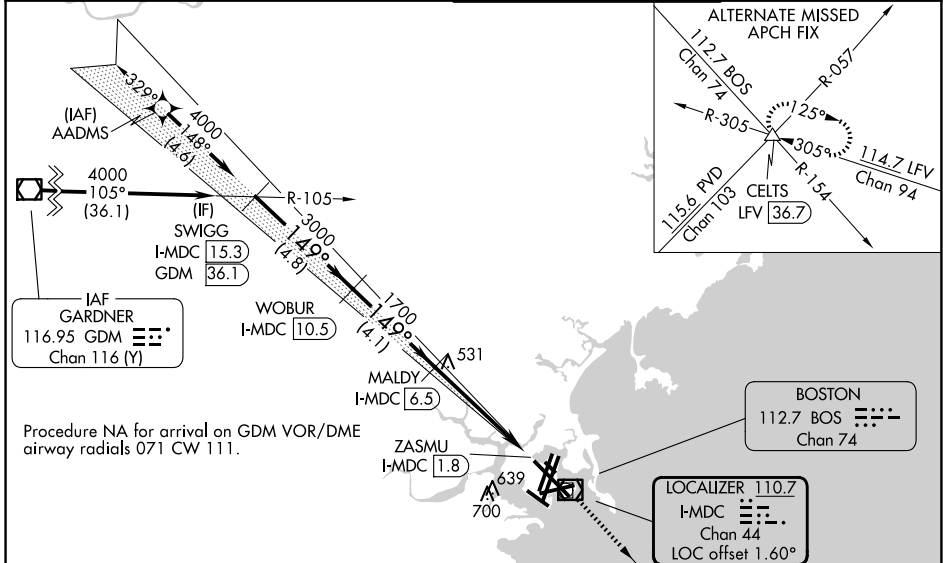 ALTERNATE MISSED
APCH FIX
112.7 BOS
Chan 74
R-057
125°
R-305
305°
114.7 LFV
Chan 94
R-154
115.6 PVD
Chan 103
CELTS
LFV 36.7
329°
(IAF)
AADMS
4000
148°
(4.6)
4000
105°
(36.1)
R-105
(IF)
SWIGG
I-MDC 15.3
GDM 36.1
3000
149°
(4.8)
IAF
GARDNER
116.95 GDM
Chan 116 (Y)
WOBUR
I-MDC 10.5
1700
149°
(4.1)
531
MALDY
I-MDC 6.5
Procedure NA for arrival on GDM VOR/DME
airway radials 071 CW 111.
ZASMU
I-MDC 1.8
639
700
BOSTON
112.7 BOS
Chan 74
LOCALIZER 110.7
I-MDC
Chan 44
LOC offset 1.60°